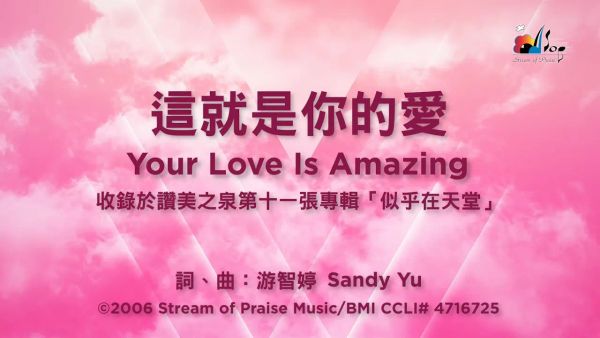 Stream of Praise
這就是你的愛
Your Love Is Amazing
收錄於讚美之泉第十一張專輯「似乎在天堂」
詞、曲：游智婷 Sandy Yu
©2006 Stream of Praise Music/BMI CCLI# 4716725